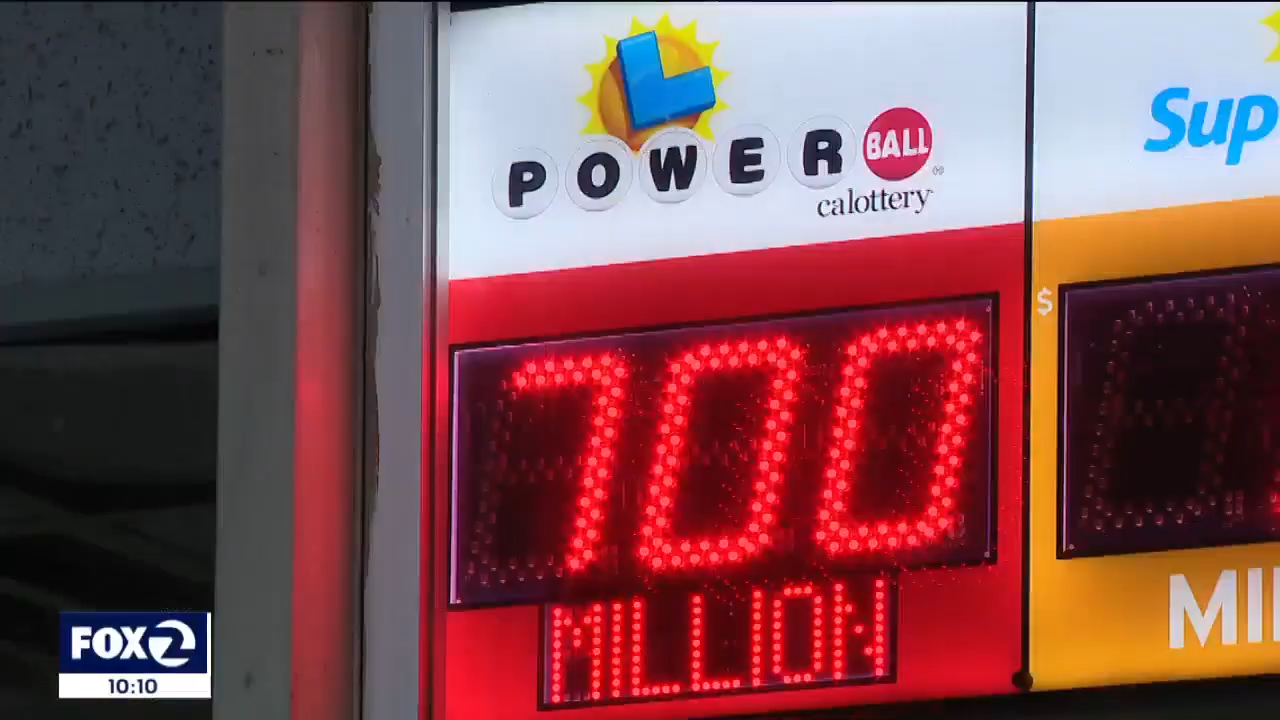 POWER BALL
calottery
700
MILLION
Sup
$
MI
FOX 2
10:10